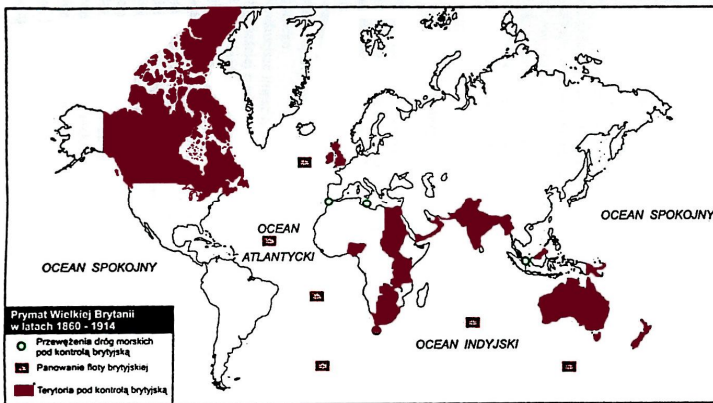 OCEAN
ATLANTYCKI
OCEAN SPOKOJNY
OCEAN SPOKOJNY
OCEAN INDYJSKI
Prymat Wielkiej Brytanii
w latach 1860 - 1914
Przewężenia dróg morskich
pod kontrolą brytyjską
Panowanie floty brytyjskiej
Terytoria pod kontrolą brytyjską